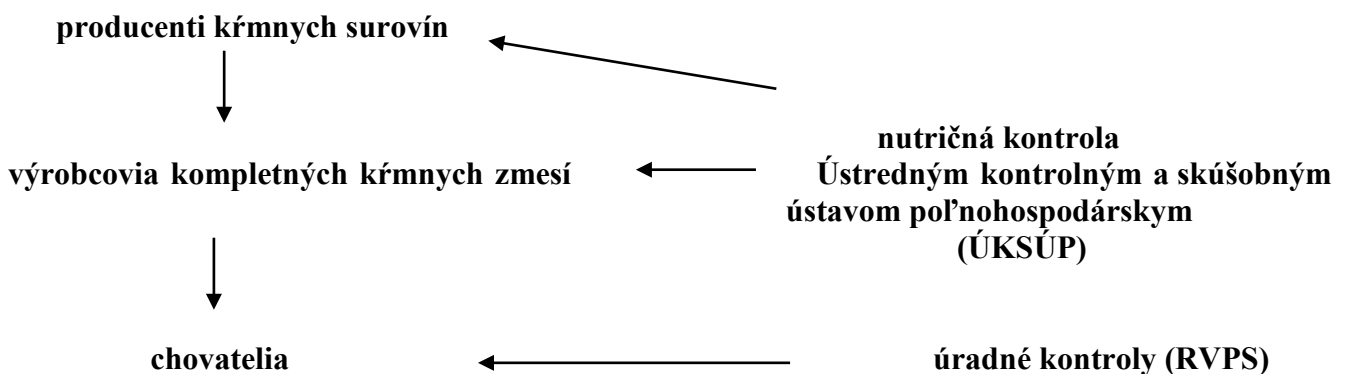 producenti kŕmnych surovín
nutričná kontrola
výrobcovia kompletných kŕmnych zmesí
Ústredným kontrolným a skúšobným
ústavom poľnohospodárskym
(ÚKSÚP)
chovatelia
úradné kontroly (RVPS)